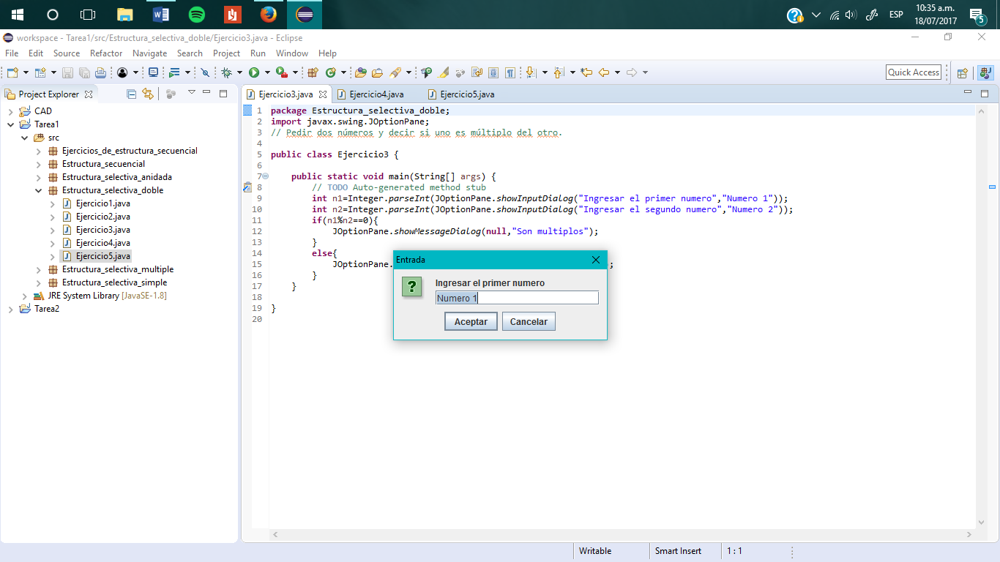 10:35 a.m.
ESP
18/07/2017
5
workspace - Tarea1/src/Estructura_selectiva_doble/Ejercicio3.java - Eclipse
File Edit Source Refactor Navigate Search Project Run Window Help
Quick Access
Project Explorer
CAD
Tarea1
src
Ejercicios_de_estructura_secuencial
Estructura_secuencial
Estructura_selectiva_anidada
Estructura_selectiva_doble
Ejercicio1.java
Ejercicio2.java
Ejercicio3.java
Ejercicio4.java
Ejercicio5.java
Estructura_selectiva_multiple
Estructura_selectiva_simple
JRE System Library [JavaSE-1.8]
Tarea2
Ejercicio3.java Ejercicio4.java Ejercicio5.java
1 package Estructura_selectiva_doble;
2 import javax.swing.JOptionPane;
3 // Pedir dos números y decir si uno es múltiplo del otro.
4
5 public class Ejercicio3 {
6
7 public static void main(String[] args) {
8 // TODO Auto-generated method stub
9 int n1=Integer.parseInt(JOptionPane.showInputDialog("Ingresar el primer numero","Numero 1"));
10 int n2=Integer.parseInt(JOptionPane.showInputDialog("Ingresar el segundo numero","Numero 2"));
11 if(n1%n2==0){
12 JOptionPane.showMessageDialog(null,"Son multiplos");
13 }
14 else{
15 JOptionPane. ;
16 }
17 }
18
19 }
20
Entrada
?
Ingresar el primer numero
Numero 1
Aceptar Cancelar
Writable Smart Insert 1 : 1